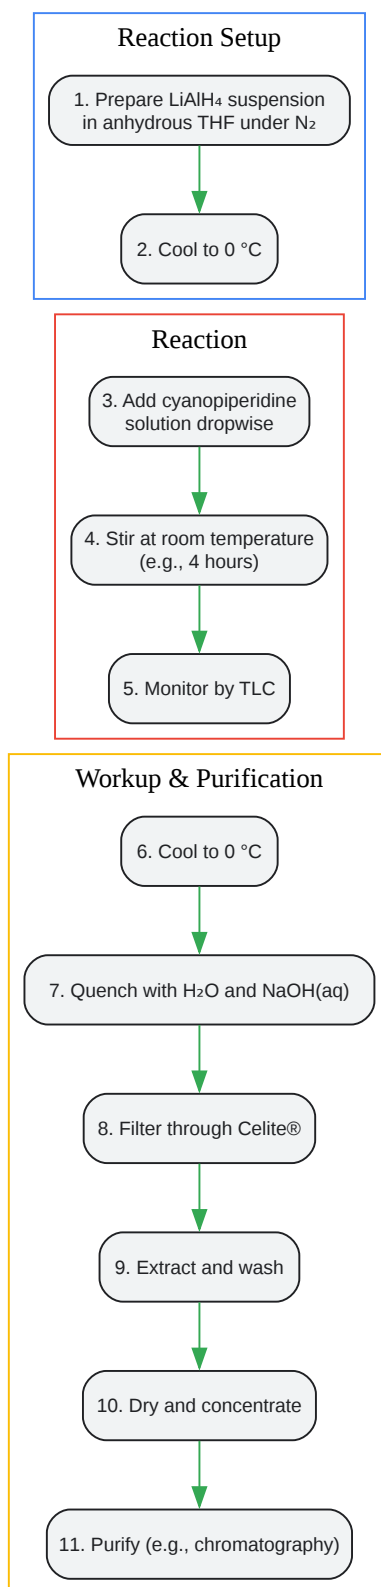 Reaction Setup
1. Prepare LiAlH₄ suspension
in anhydrous THF under N₂
2. Cool to 0 °C
Reaction
3. Add cyanopiperidine
solution dropwise
4. Stir at room temperature
(e.g., 4 hours)
5. Monitor by TLC
Workup & Purification
6. Cool to 0 °C
7. Quench with H₂O and NaOH(aq)
8. Filter through Celite®
9. Extract and wash
10. Dry and concentrate
11. Purify (e.g., chromatography)